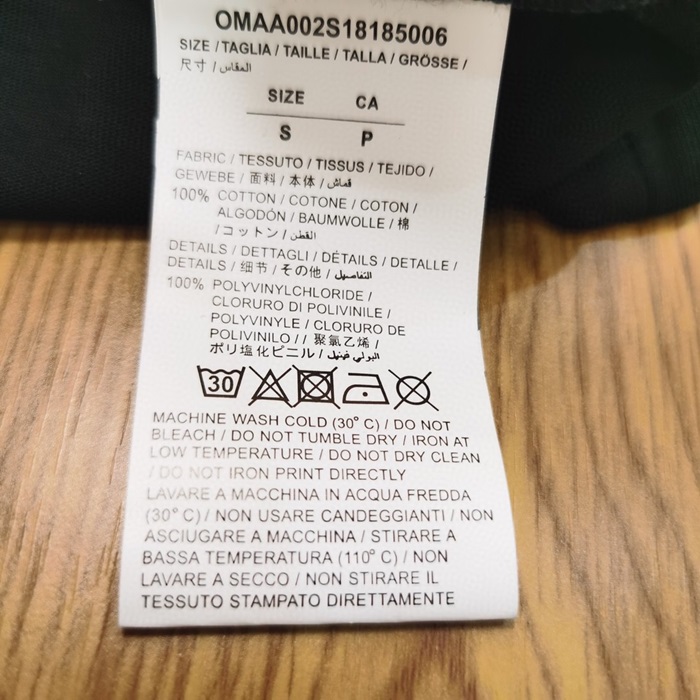 OMAA002S18185006
SIZE / TAGLIA / TAILLE / TALLA / GRÖSSE /
尺寸 / المقاس
SIZE CA
S P
FABRIC / TESSUTO / TISSUS / TEJIDO /
GEWEBE / 面料 / 本体 / قماش
100% COTTON / COTONE / COTON /
ALGODÓN / BAUMWOLLE / 棉
/ コットン / القطن
DETAILS / DETTAGLI / DÉTAILS / DETALLE /
DETAILS / 细节 / その他 / التفاصيل
100% POLYVINYLCHLORIDE /
CLORURO DI POLIVINILE /
POLYVINYLE / CLORURO DE
POLIVINILO / / 聚氯乙烯 /
ポリ塩化ビニル / البولي فينيل
30
MACHINE WASH COLD (30° C) / DO NOT
BLEACH / DO NOT TUMBLE DRY / IRON AT
LOW TEMPERATURE / DO NOT DRY CLEAN
/ DO NOT IRON PRINT DIRECTLY
LAVARE A MACCHINA IN ACQUA FREDDA
(30° C) / NON USARE CANDEGGIANTI / NON
ASCIUGARE A MACCHINA / STIRARE A
BASSA TEMPERATURA (110° C) / NON
LAVARE A SECCO / NON STIRARE IL
TESSUTO STAMPATO DIRETTAMENTE